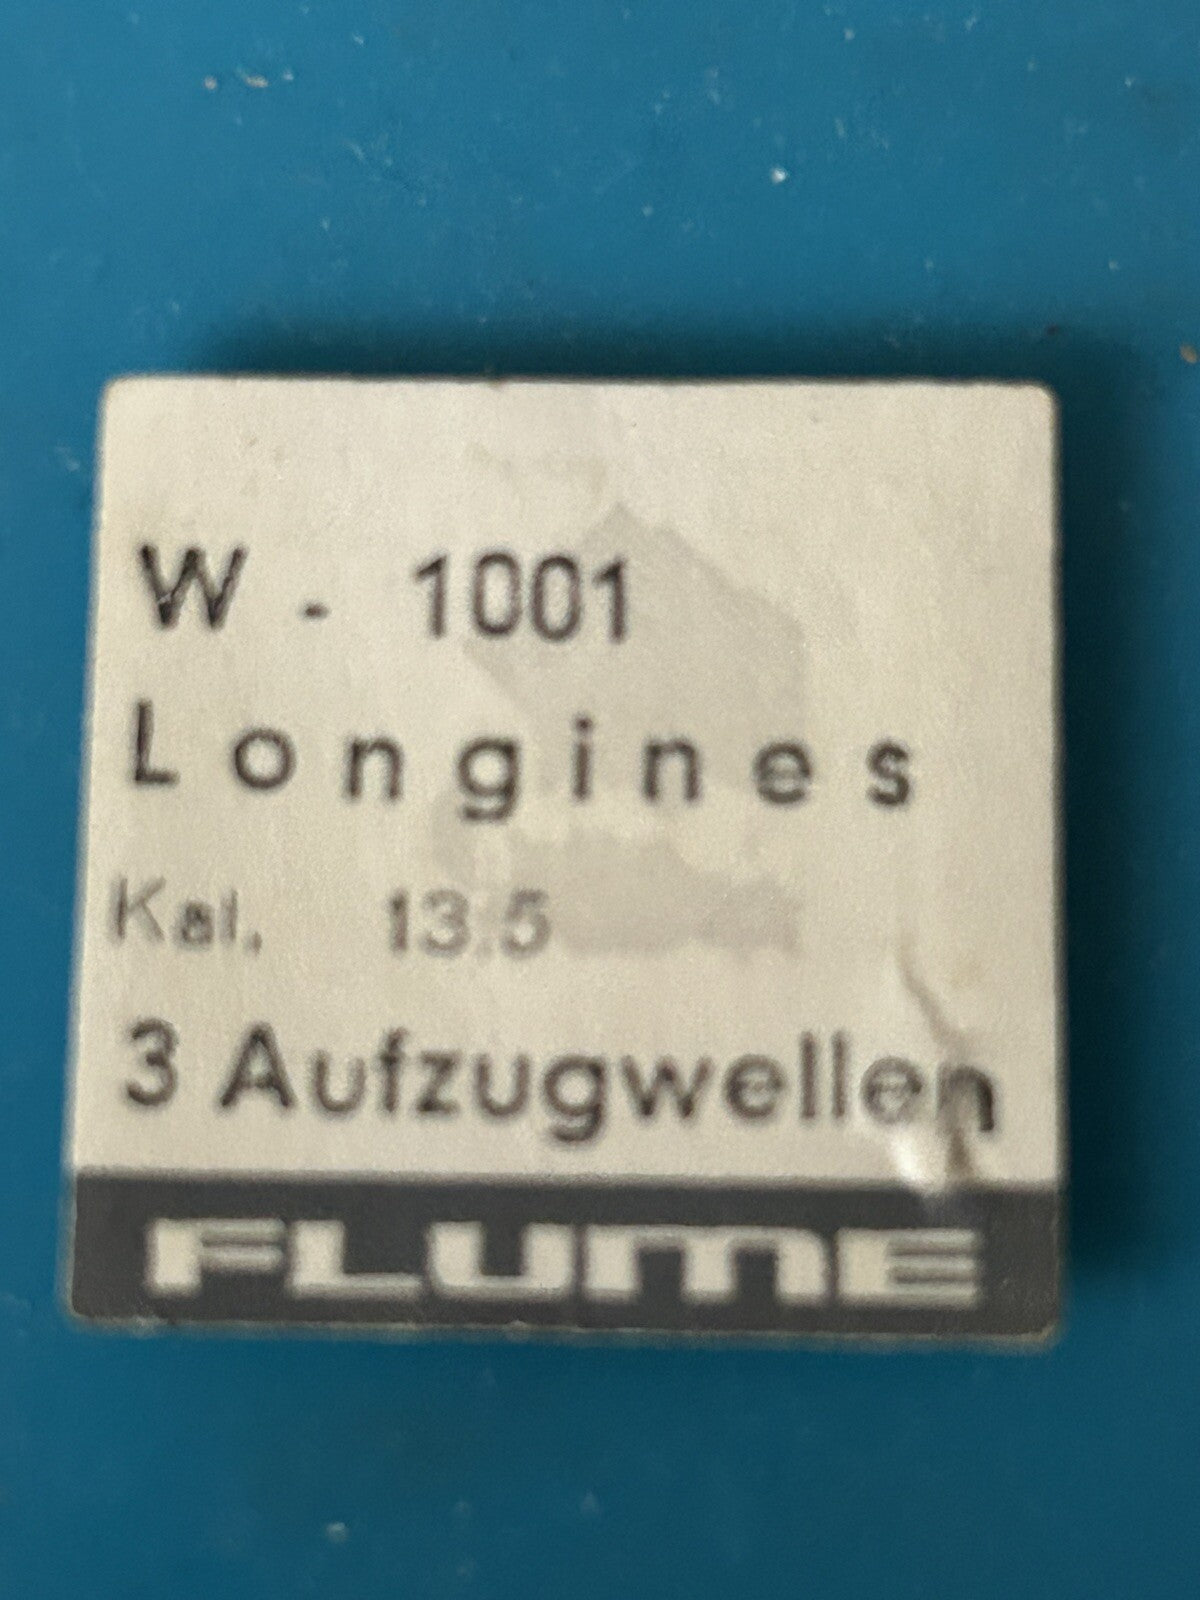 W - 1001
Longines
Kal. 13.5
3 Aufzugwellen
FLUME